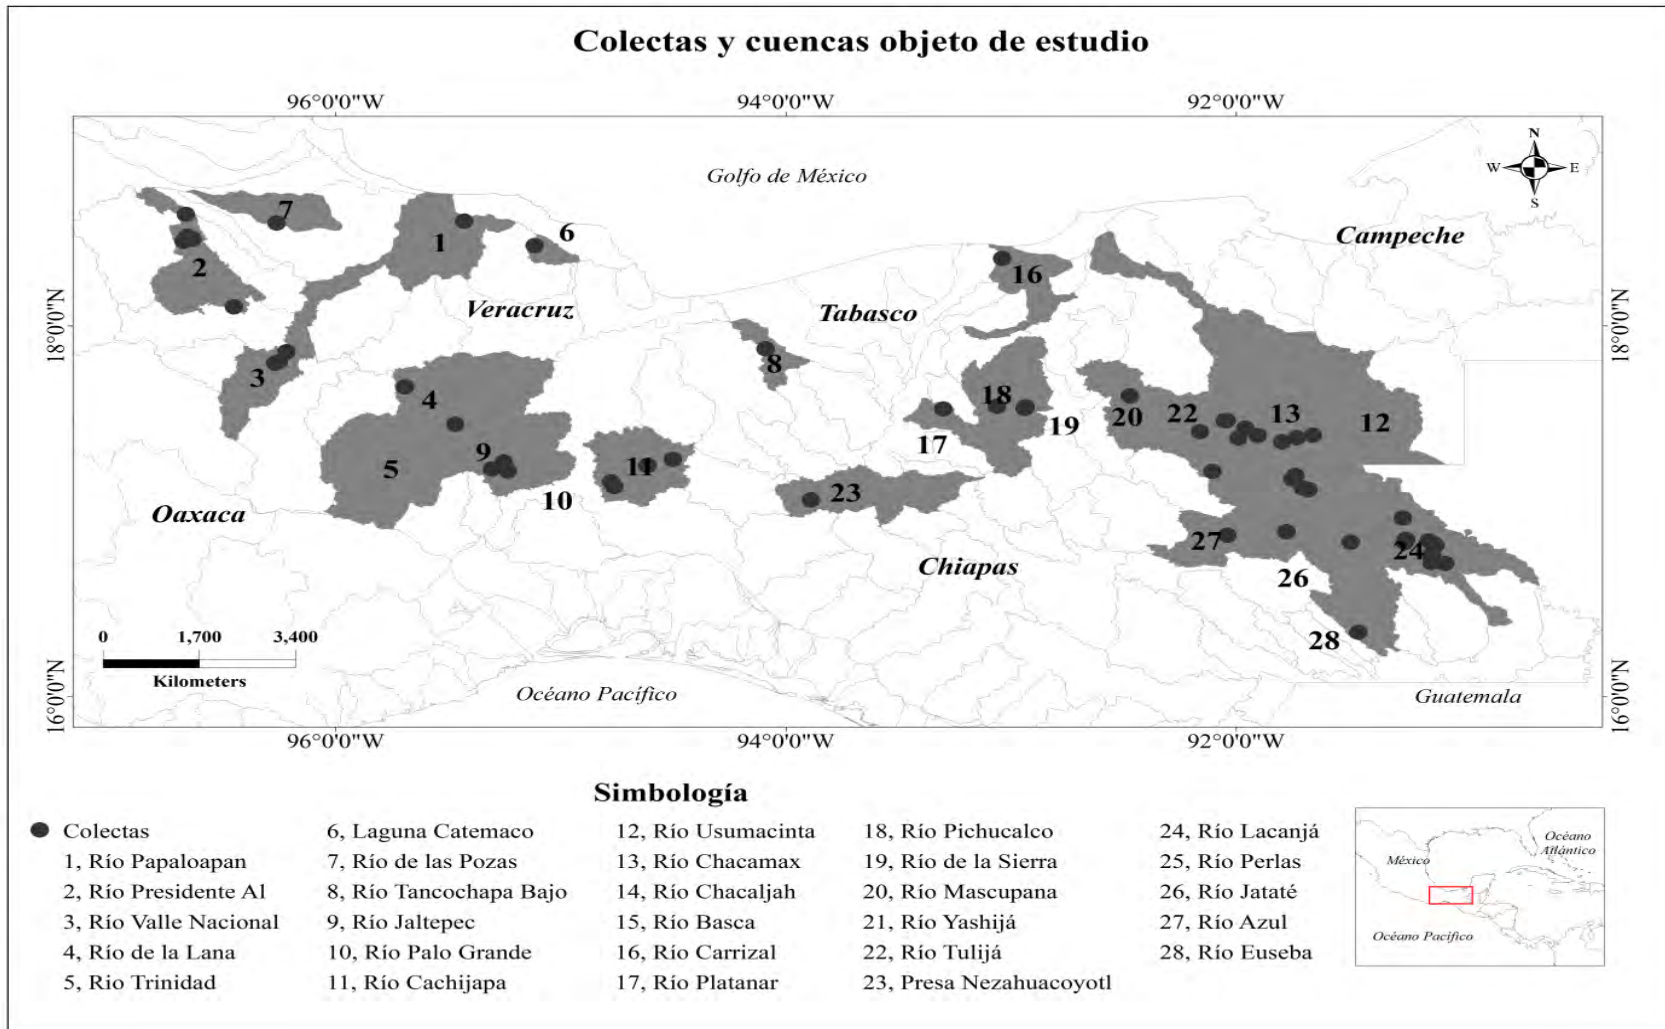 Colectas y cuencas objeto de estudio
96°0'0"W 94°0'0"W 92°0'0"W
N
W E
S
Golfo de México
7
6
1
Campeche
2
16
18°0'0"N
Veracruz
Tabasco
18°0'0"N
8
3
4
18
20
22
13
12
17
19
9
5
11
10
23
Oaxaca
27
24
Chiapas
26
28
0 1,700 3,400
Kilometers
Océano Pacífico
Guatemala
16°0'0"N
16°0'0"N
96°0'0"W 94°0'0"W 92°0'0"W
Simbología
Colectas
1, Río Papaloapan
2, Río Presidente Al
3, Río Valle Nacional
4, Río de la Lana
5, Rio Trinidad
6, Laguna Catemaco
7, Río de las Pozas
8, Río Tancochapa Bajo
9, Río Jaltepec
10, Río Palo Grande
11, Río Cachijapa
12, Río Usumacinta
13, Río Chacamax
14, Río Chacaljah
15, Río Basca
16, Río Carrizal
17, Río Platanar
18, Río Pichucalco
19, Río de la Sierra
20, Río Mascupana
21, Río Yashijá
22, Río Tulijá
23, Presa Nezahuacoyotl
24, Río Lacanjá
25, Río Perlas
26, Río Jataté
27, Río Azul
28, Río Euseba
México
Océano
Atlántico
Océano Pacífico